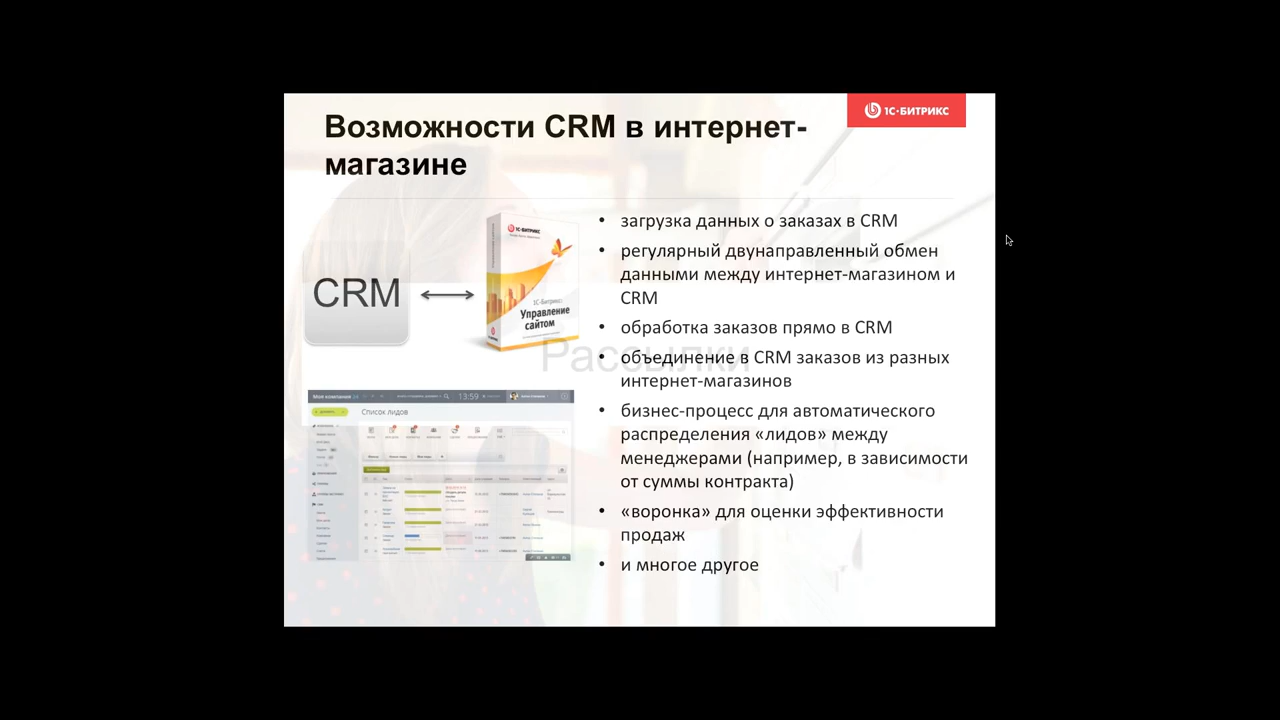 Возможности CRM в интернет-
магазине
1С·БИТРИКС
CRM
1С·БИТРИКС
1С-Битрикс:
Управление
сайтом
загрузка данных о заказах в CRM
регулярный двунаправленный обмен
данными между интернет-магазином и
CRM
обработка заказов прямо в CRM
объединение в CRM заказов из разных
интернет-магазинов
бизнес-процесс для автоматического
распределения «лидов» между
менеджерами (например, в зависимости
от суммы контракта)
«воронка» для оценки эффективности
продаж
и многое другое
Рассылки
Моя компания
13:59
Список лидов